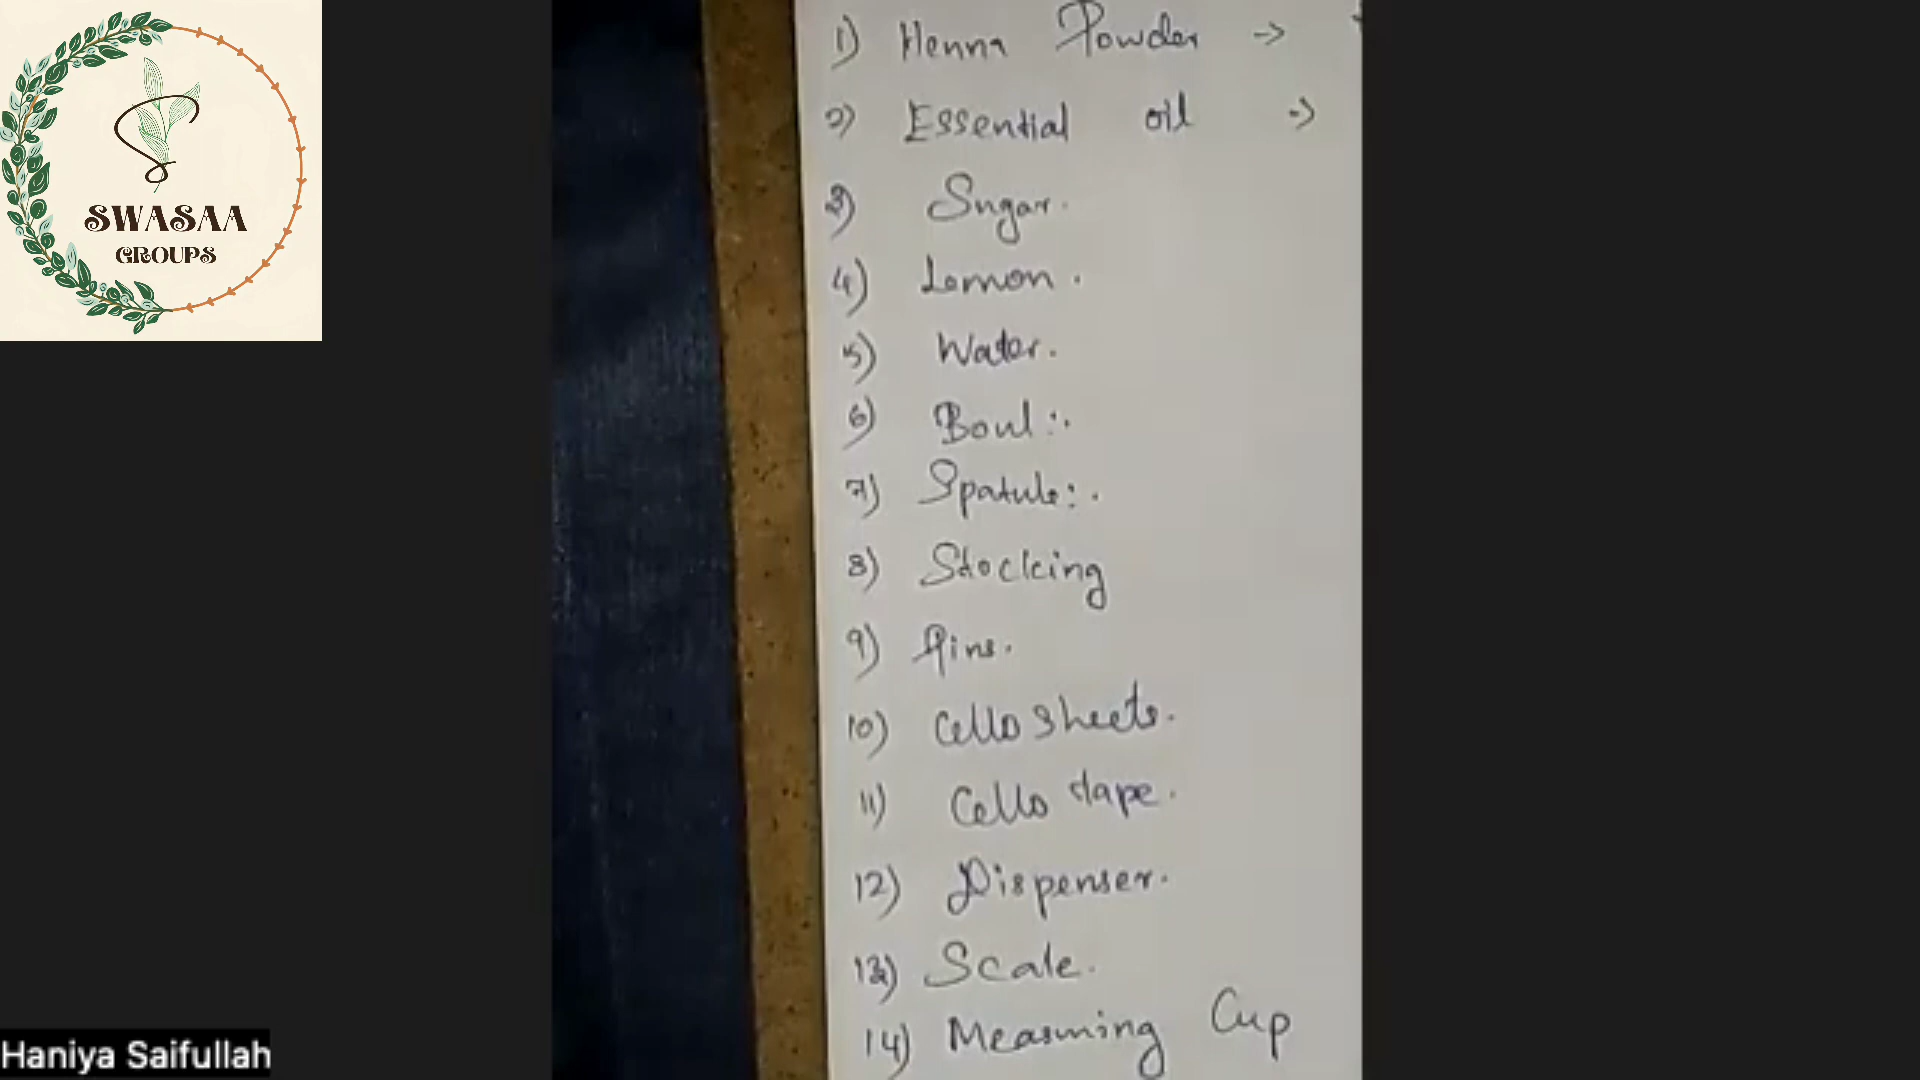 SWASAA
GROUPS
1) Henna Powder ->
2) Essential oil ->
3) Sugar.
4) Lemon.
5) Water.
6) Boul:.
7) Spatule:.
8) Stocking
9) Pins.
10) Cello sheets.
11) Cello tape.
12) Dispenser.
13) Scale.
14) Measuring Cup
Haniya Saifullah